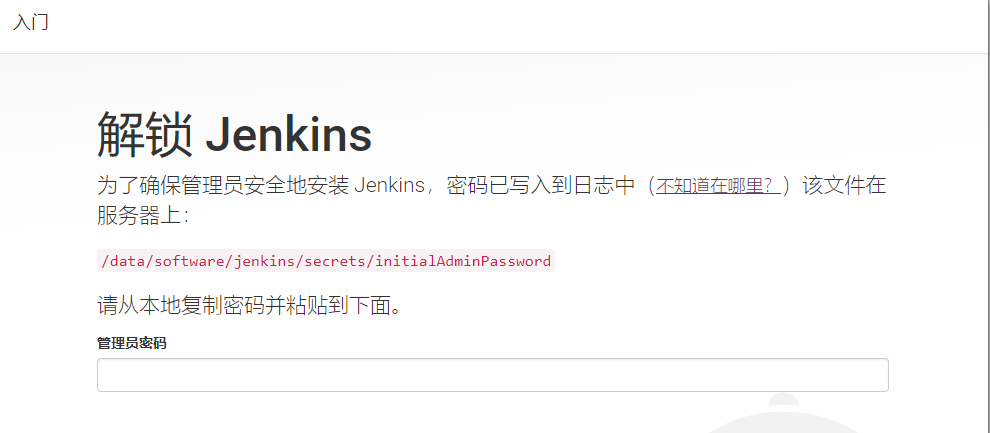 入门
解锁 Jenkins
为了确保管理员安全地安装 Jenkins，密码已写入到日志中（不知道在哪里？）该文件在
服务器上：
/data/software/jenkins/secrets/initialAdminPassword
请从本地复制密码并粘贴到下面。
管理员密码